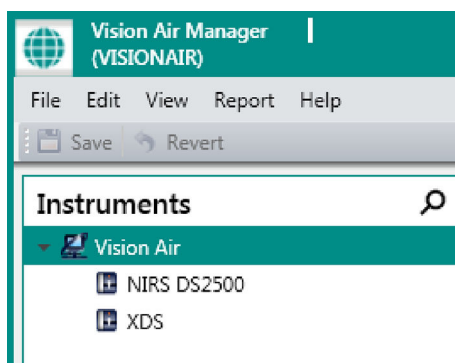 Vision Air Manager
(VISIONAIR)
File Edit View Report Help
Save Revert
Instruments
Vision Air
NIRS DS2500
XDS